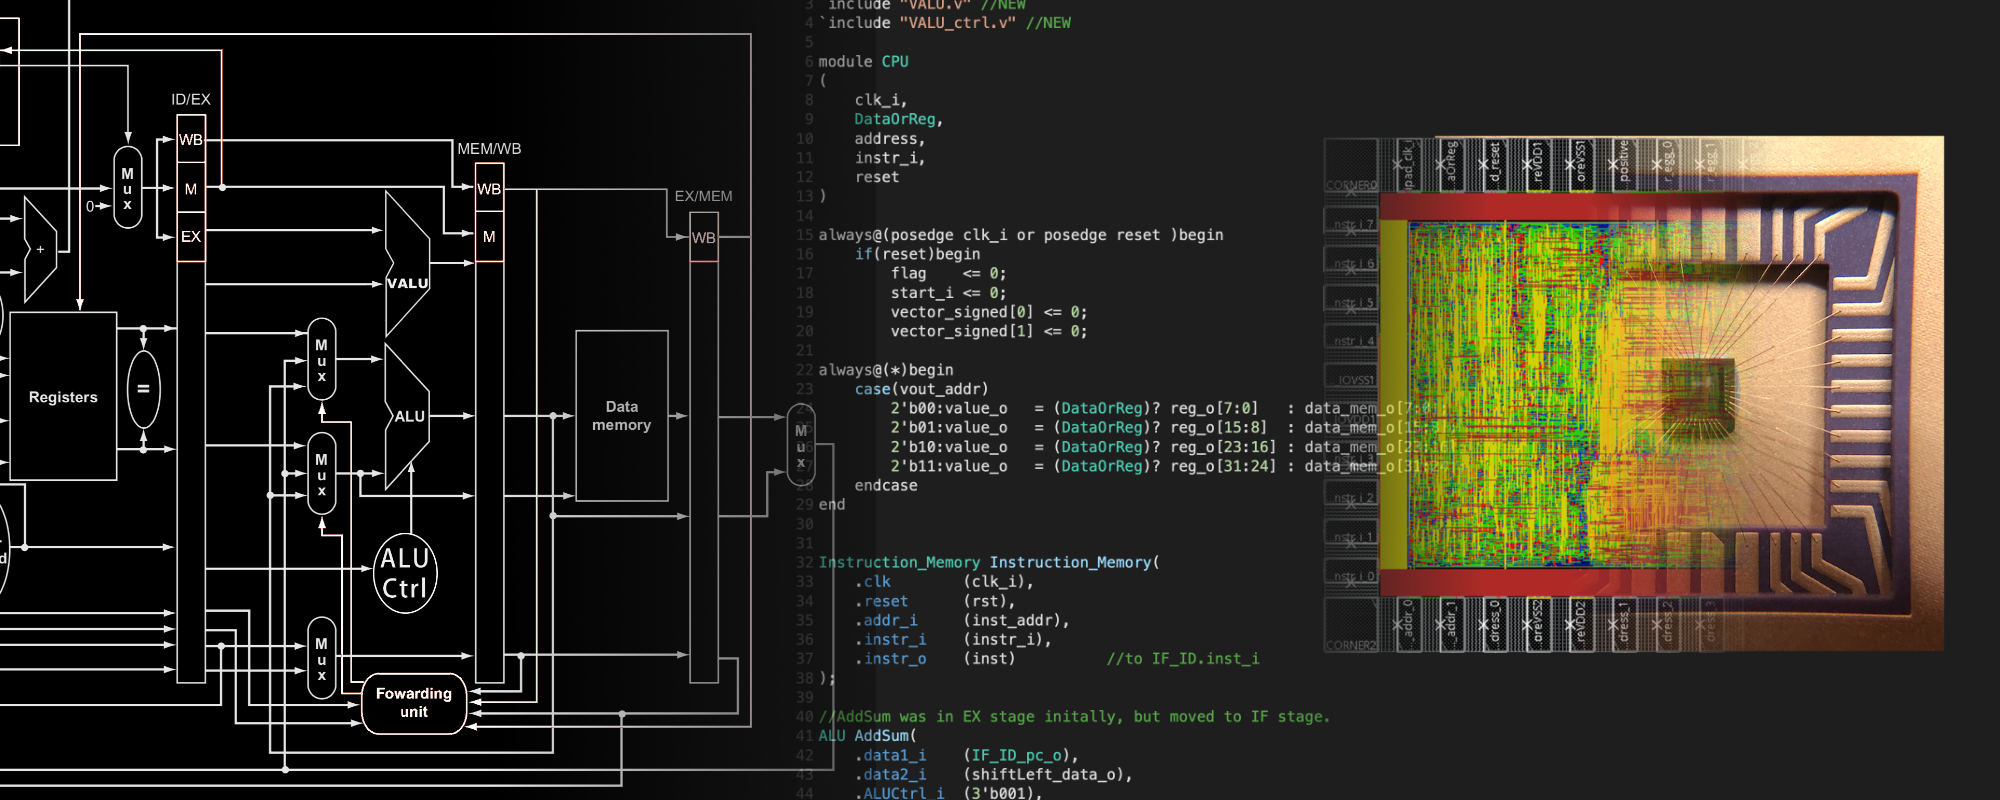 ID/EX
WB
M
EX
Mux
0
+
MEM/WB
WB
M
EX/MEM
WB
VALU
ALU
Mux
Mux
Mux
Registers
=
ALU
Ctrl
Data
memory
Mux
Fowarding
unit
d
3 `include "VALU.v" //NEW
4 `include "VALU_ctrl.v" //NEW
5
6 module CPU
7 (
8 clk_i,
9 DataOrReg,
10 address,
11 instr_i,
12 reset
13 )
14
15 always@(posedge clk_i or posedge reset )begin
16 if(reset)begin
17 flag <= 0;
18 start_i <= 0;
19 vector_signed[0] <= 0;
20 vector_signed[1] <= 0;
21
22 always@(*)begin
23 case(vout_addr)
2'b00:value_o = (DataOrReg)? reg_o[7:0] : data_mem_o[7:0]
2'b01:value_o = (DataOrReg)? reg_o[15:8] : data_mem_o[15:
2'b10:value_o = (DataOrReg)? reg_o[23:16] : data_mem_o[23:16]
2'b11:value_o = (DataOrReg)? reg_o[31:24] : data_mem_o[31:24
28 endcase
29 end
30
31
32 Instruction_Memory Instruction_Memory(
33 .clk (clk_i),
34 .reset (rst),
35 .addr_i (inst_addr),
36 .instr_i (instr_i),
37 .instr_o (inst) //to IF_ID.inst_i
38 );
39
40 //AddSum was in EX stage initally, but moved to IF stage.
41 ALU AddSum(
42 .data1_i (IF_ID_pc_o),
43 .data2_i (shiftLeft_data_o),
44 .ALUCtrl_i (3'b001),
CORNER0
ipad_clk_i
..aOrReg
d_reset
..reVDD1
..oreVSS1
positive
r_egg_0
r_egg_1
nstr_i_7
nstr_i_6
nstr_i_5
nstr_i_4
_IOVSS1
nstr_i_2
nstr_i_1
nstr_i_0
CORNER2
..addr_0
..addr_1
..dress_0
..oreVSS2
..reVDD2
..dress_1
..dress_2
..dress_3